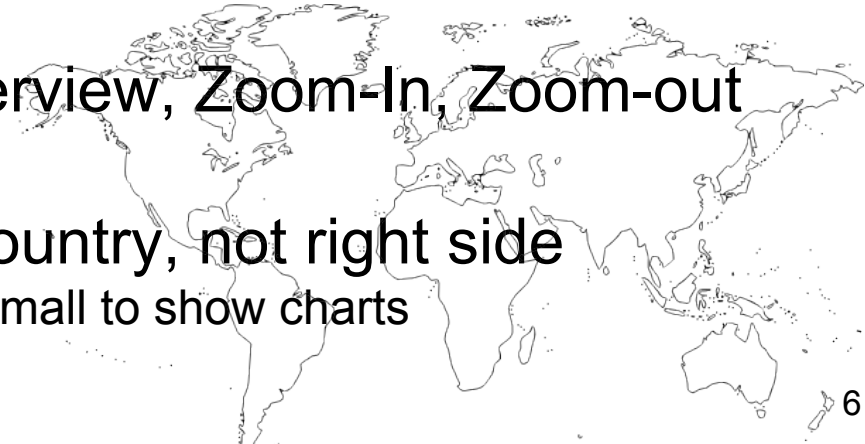 erview, Zoom-In, Zoom-out
ountry, not right side
mall to show charts
6